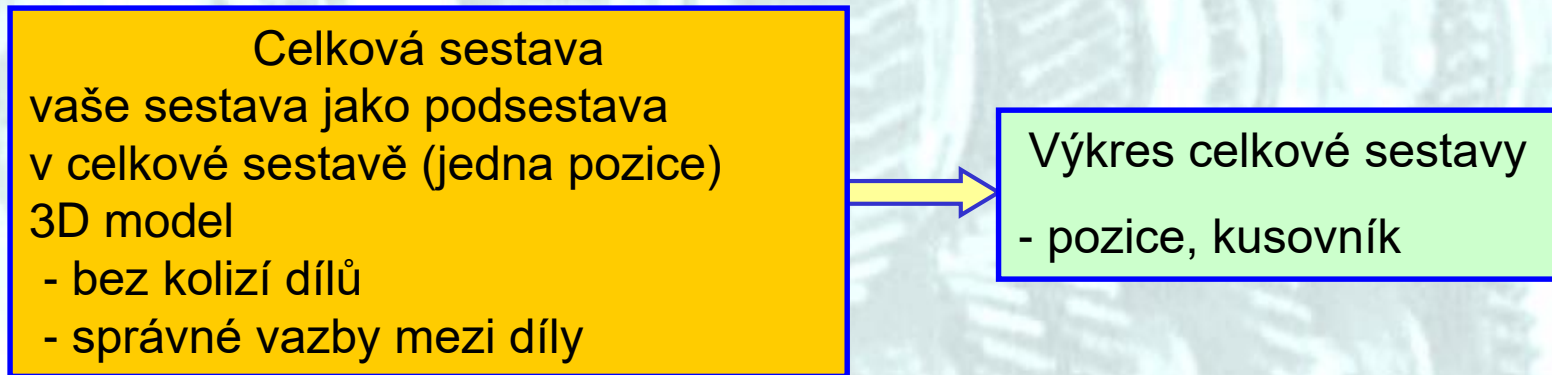 Celková sestava
vaše sestava jako podsestava
v celkové sestavě (jedna pozice)
3D model
- bez kolizí dílů
- správné vazby mezi díly
Výkres celkové sestavy
- pozice, kusovník